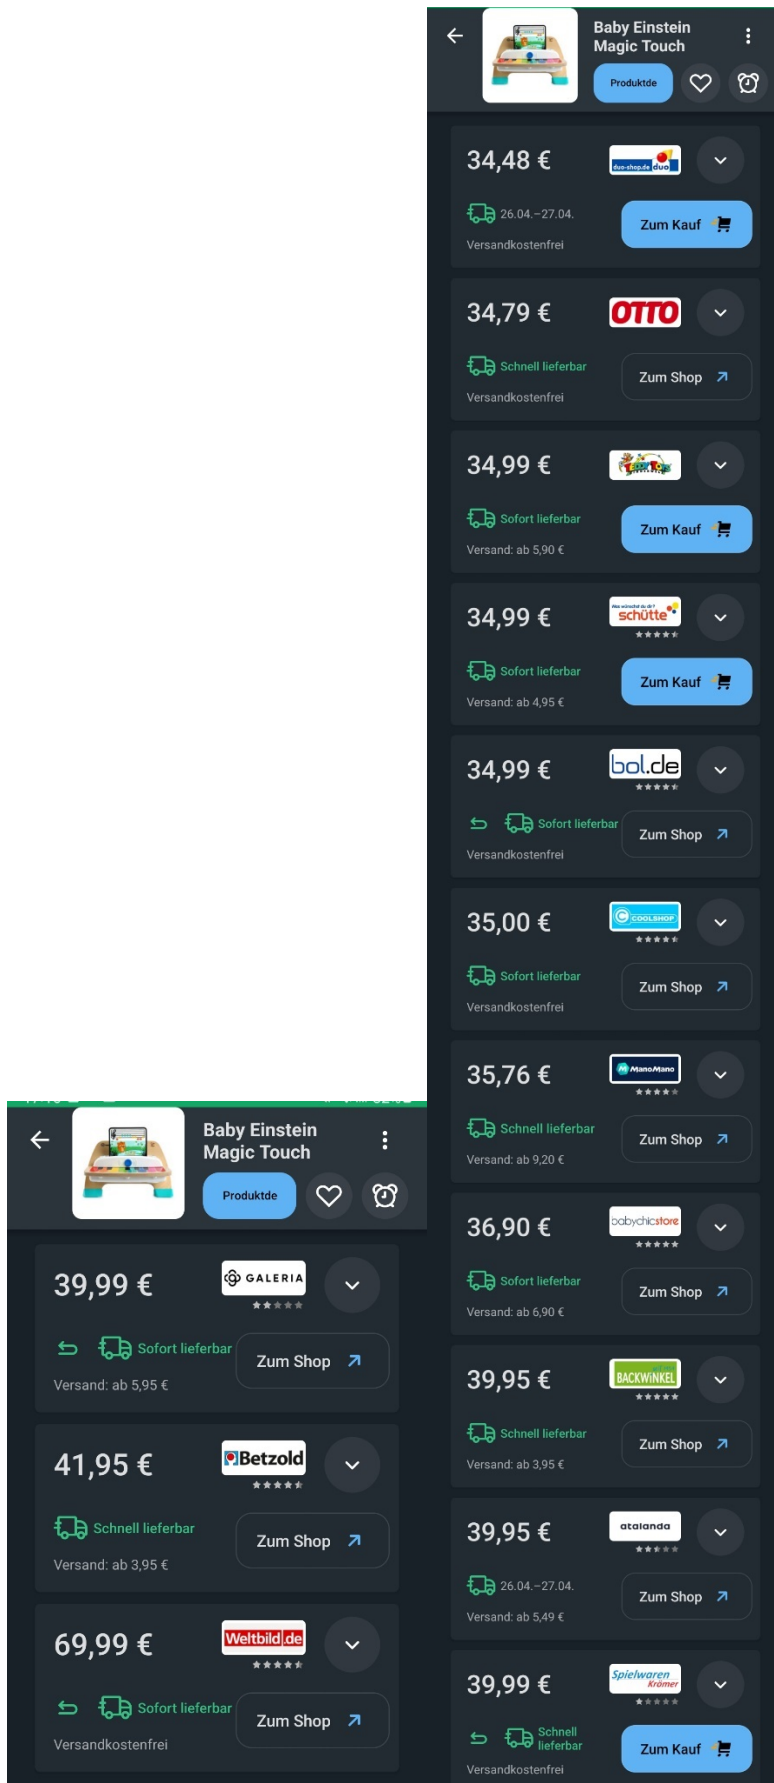 Baby Einstein
Magic Touch
Produktde
34,48 €
duo-shop.de duo
26.04.–27.04.
Zum Kauf
Versandkostenfrei
34,79 €
OTTO
Schnell lieferbar
Zum Shop
Versandkostenfrei
34,99 €
TEDDY TOYS
Sofort lieferbar
Zum Kauf
Versand: ab 5,90 €
34,99 €
schütte
Sofort lieferbar
Zum Kauf
Versand: ab 4,95 €
34,99 €
bol.de
Sofort lieferbar
Zum Shop
Versandkostenfrei
35,00 €
COOLSHOP
Sofort lieferbar
Zum Shop
Versandkostenfrei
35,76 €
ManoMano
Schnell lieferbar
Zum Shop
Versand: ab 9,20 €
36,90 €
babychicstore
Sofort lieferbar
Zum Shop
Versand: ab 6,90 €
39,95 €
BACKWiNKEL
Schnell lieferbar
Zum Shop
Versand: ab 3,95 €
39,95 €
atalanda
26.04.–27.04.
Zum Shop
Versand: ab 5,49 €
39,99 €
Spielwaren
Krömer
Schnell
lieferbar
Zum Kauf
Versandkostenfrei
Baby Einstein
Magic Touch
Produktde
39,99 €
GALERIA
Sofort lieferbar
Zum Shop
Versand: ab 5,95 €
41,95 €
Betzold
Schnell lieferbar
Zum Shop
Versand: ab 3,95 €
69,99 €
Weltbild.de
Sofort lieferbar
Zum Shop
Versandkostenfrei